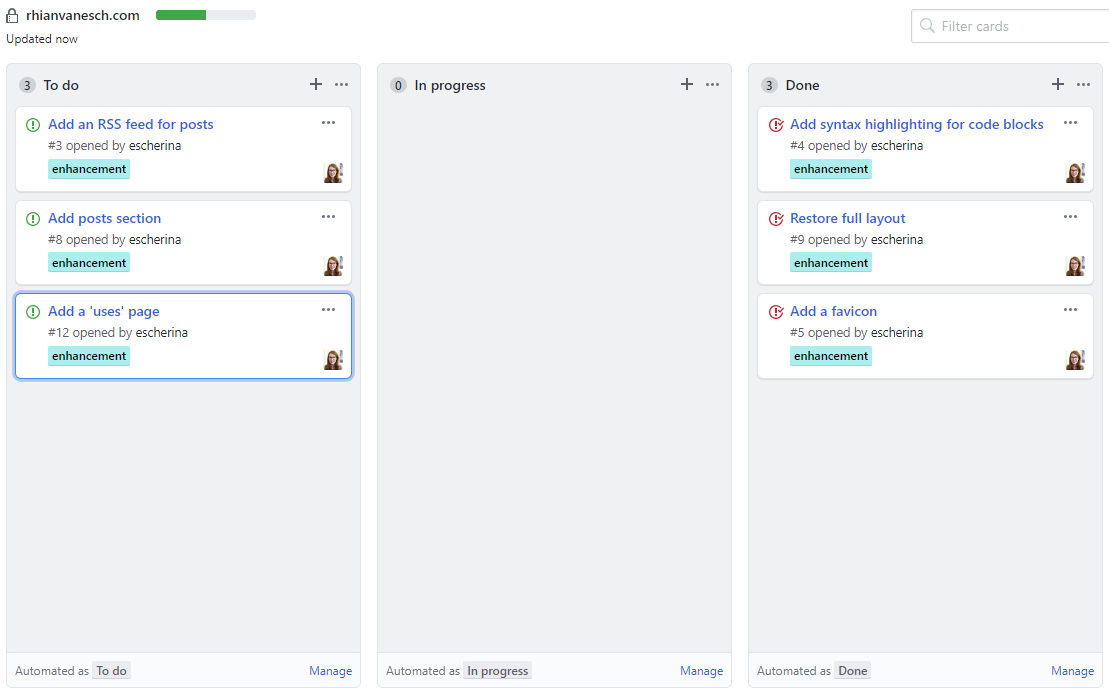 rhianvanesch.com
Updated now
Filter cards
3 To do
Add an RSS feed for posts
#3 opened by escherina
enhancement
Add posts section
#8 opened by escherina
enhancement
Add a 'uses' page
#12 opened by escherina
enhancement
Automated as To do Manage
0 In progress
Automated as In progress Manage
3 Done
Add syntax highlighting for code blocks
#4 opened by escherina
enhancement
Restore full layout
#9 opened by escherina
enhancement
Add a favicon
#5 opened by escherina
enhancement
Automated as Done Manage